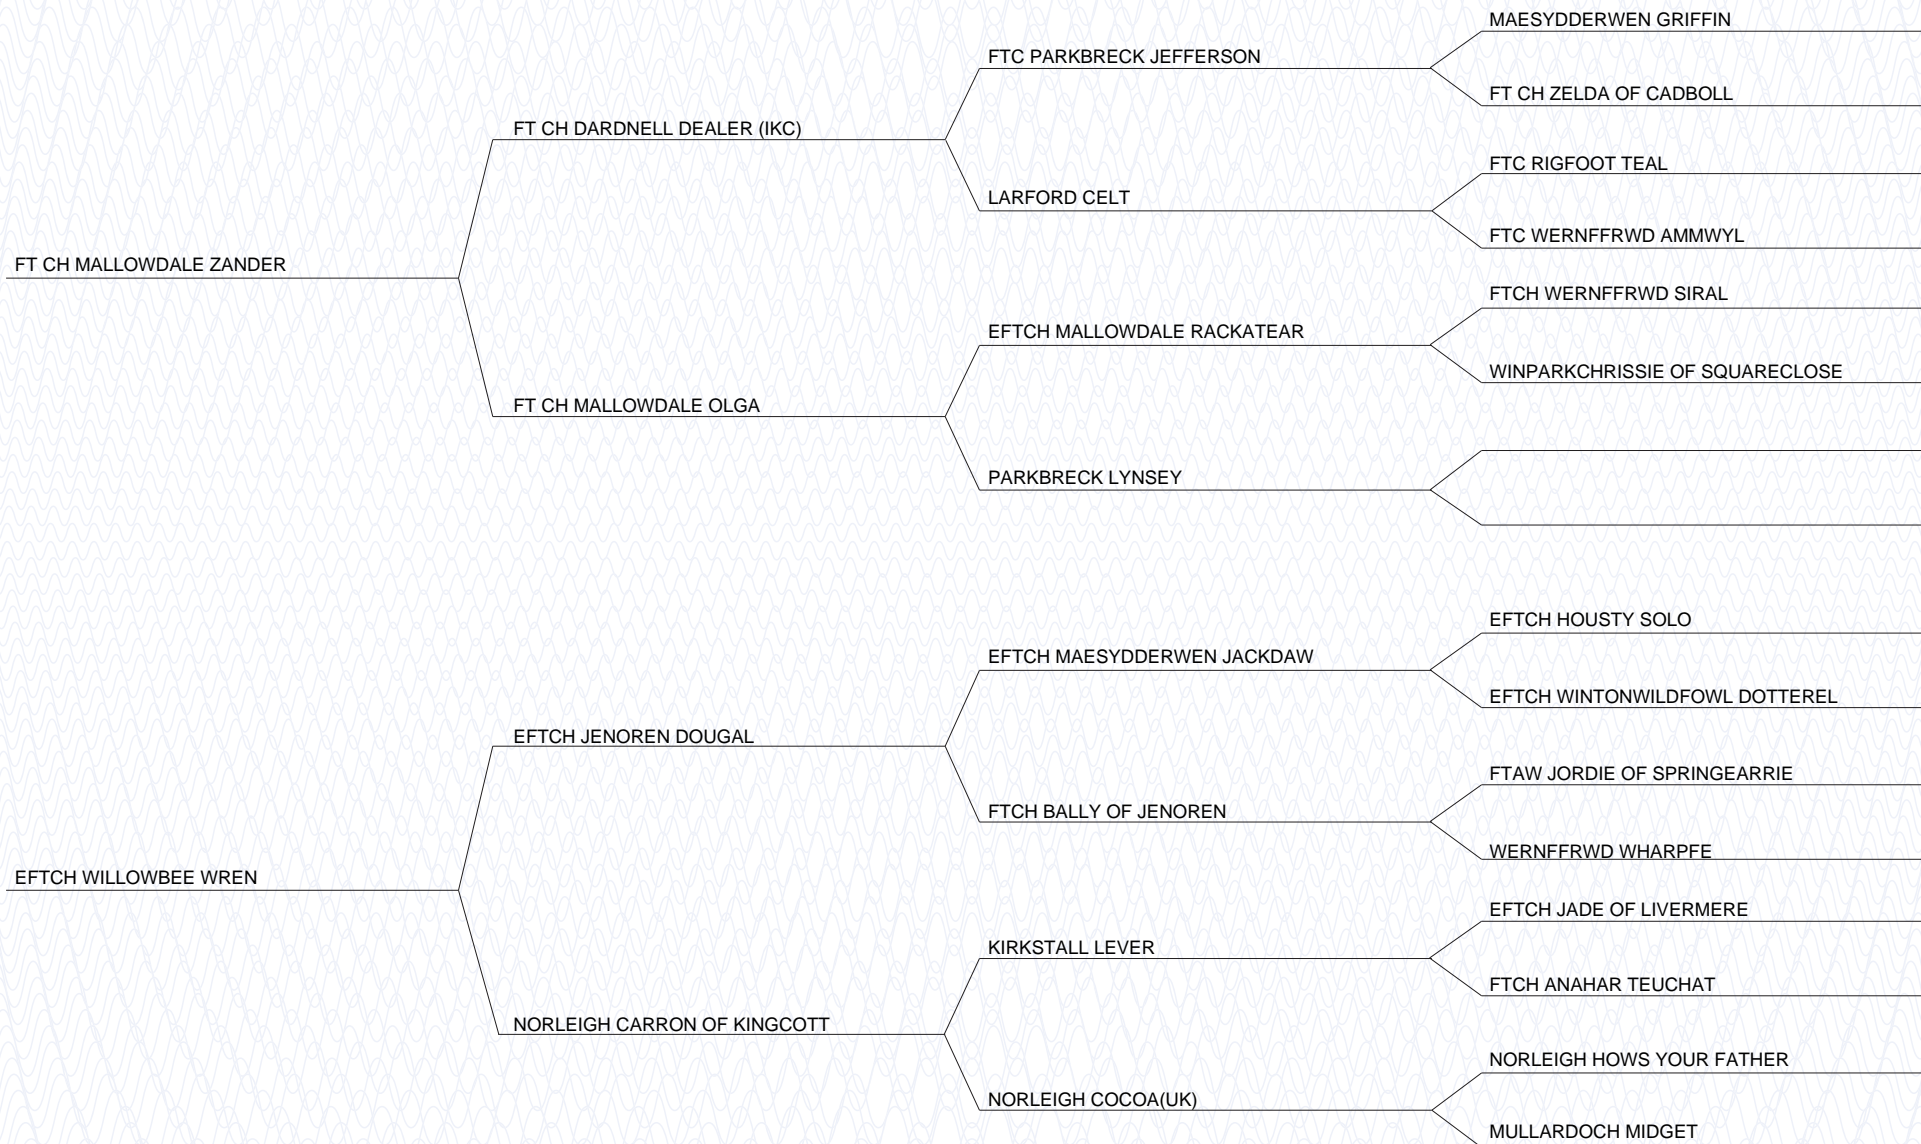 MAESYDDERWEN GRIFFIN
FTC PARKBRECK JEFFERSON
FT CH ZELDA OF CADBOLL
FT CH DARDNELL DEALER (IKC)
FTC RIGFOOT TEAL
LARFORD CELT
FTC WERNFFRWD AMMWYL
FT CH MALLOWDALE ZANDER
FTCH WERNFFRWD SIRAL
EFTCH MALLOWDALE RACKATEAR
WINPARKCHRISSIE OF SQUARECLOSE
FT CH MALLOWDALE OLGA
PARKBRECK LYNSEY
EFTCH HOUSTY SOLO
EFTCH MAESYDDERWEN JACKDAW
EFTCH WINTONWILDFOWL DOTTEREL
EFTCH JENOREN DOUGAL
FTAW JORDIE OF SPRINGEARRIE
FTCH BALLY OF JENOREN
WERNFFRWD WHARPFE
EFTCH WILLOWBEE WREN
EFTCH JADE OF LIVERMERE
KIRKSTALL LEVER
FTCH ANAHAR TEUCHAT
NORLEIGH CARRON OF KINGCOTT
NORLEIGH HOWS YOUR FATHER
NORLEIGH COCOA(UK)
MULLARDOCH MIDGET